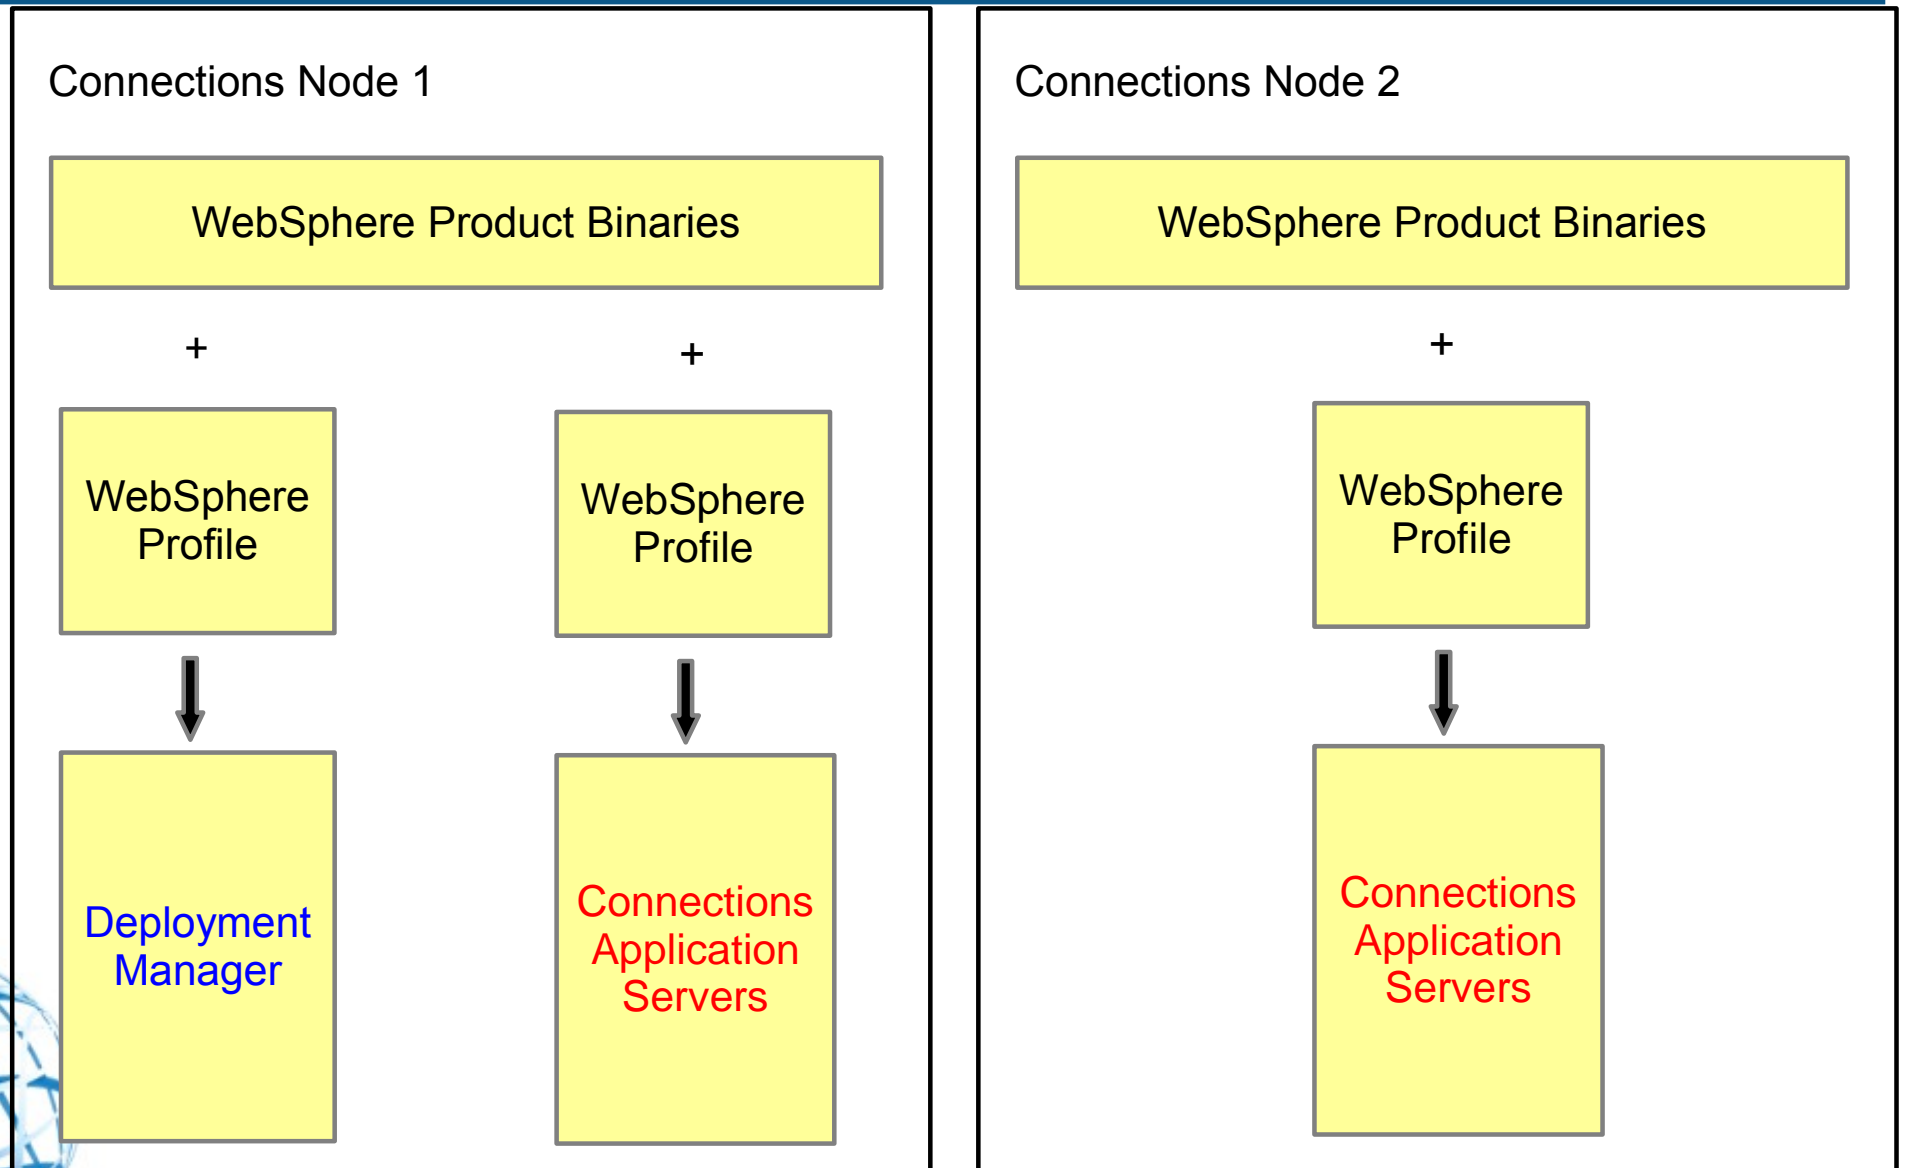 Connections Node 1
WebSphere Product Binaries
+
+
WebSphere
Profile
WebSphere
Profile
Deployment
Manager
Connections
Application
Servers
Connections Node 2
WebSphere Product Binaries
+
WebSphere
Profile
Connections
Application
Servers